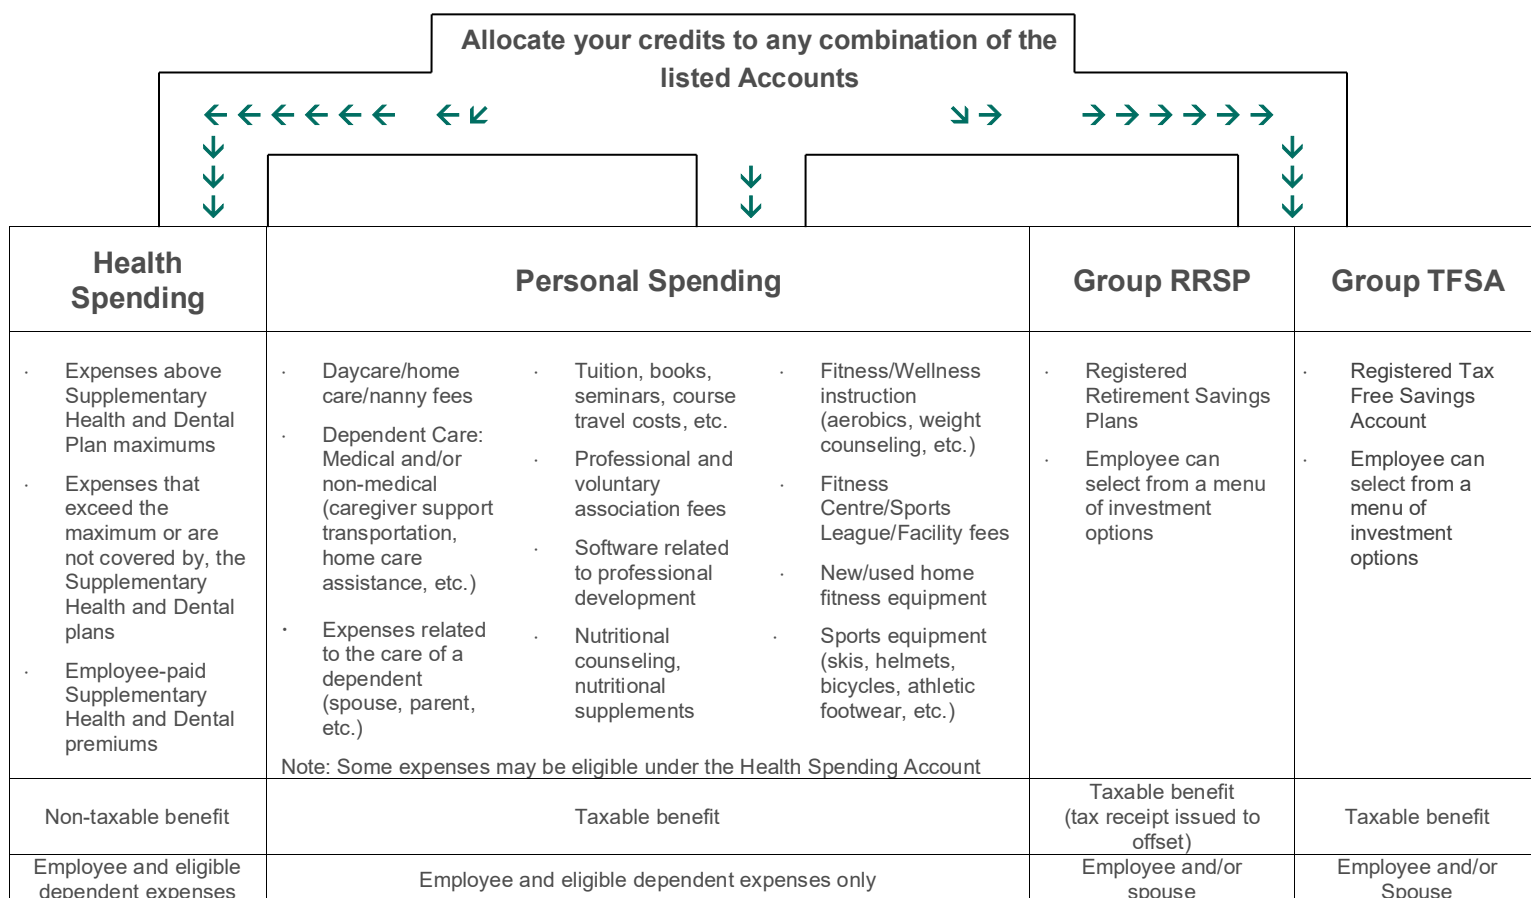 Allocate your credits to any combination of the
listed Accounts
Health
Spending
Personal Spending
Group RRSP
Group TFSA
· Expenses above
Supplementary
Health and Dental
Plan maximums
· Expenses that
exceed the
maximum or are
not covered by, the
Supplementary
Health and Dental
plans
· Employee-paid
Supplementary
Health and Dental
premiums
· Daycare/home
care/nanny fees
· Dependent Care:
Medical and/or
non-medical
(caregiver support
transportation,
home care
assistance, etc.)
· Expenses related
to the care of a
dependent
(spouse, parent,
etc.)
· Tuition, books,
seminars, course
travel costs, etc.
· Professional and
voluntary
association fees
· Software related
to professional
development
· Nutritional
counseling,
nutritional
supplements
· Fitness/Wellness
instruction
(aerobics, weight
counseling, etc.)
· Fitness
Centre/Sports
League/Facility fees
· New/used home
fitness equipment
· Sports equipment
(skis, helmets,
bicycles, athletic
footwear, etc.)
Note: Some expenses may be eligible under the Health Spending Account
· Registered
Retirement Savings
Plans
· Employee can
select from a menu
of investment
options
· Registered Tax
Free Savings
Account
· Employee can
select from a
menu of
investment
options
Non-taxable benefit
Taxable benefit
Taxable benefit
(tax receipt issued to
offset)
Taxable benefit
Employee and eligible
dependent expenses
Employee and eligible dependent expenses only
Employee and/or
spouse
Employee and/or
Spouse